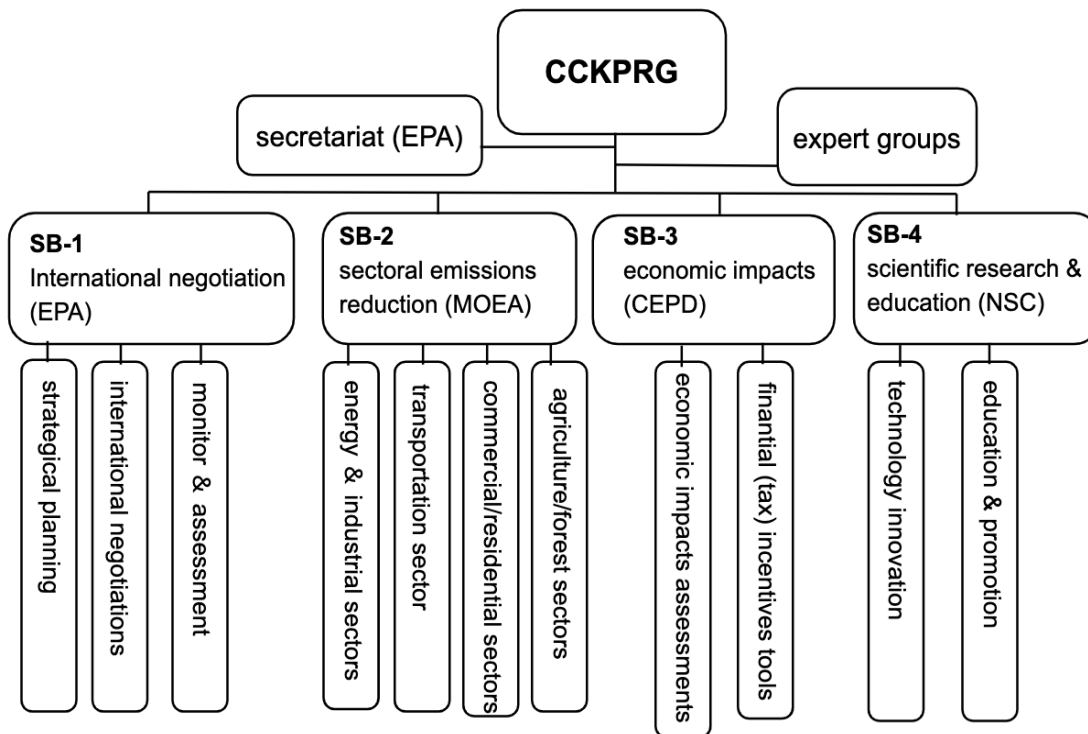 CCKPRG
secretariat (EPA)
expert groups
SB-1
International negotiation
(EPA)
SB-2
sectoral emissions
reduction (MOEA)
SB-3
economic impacts
(CEPD)
SB-4
scientific research &
education (NSC)
strategical planning
international negotiations
monitor & assessment
energy & industrial sectors
transportation sector
commercial/residential sectors
agriculture/forest sectors
economic impacts assessments
finantial (tax) incentives tools
technology innovation
education & promotion